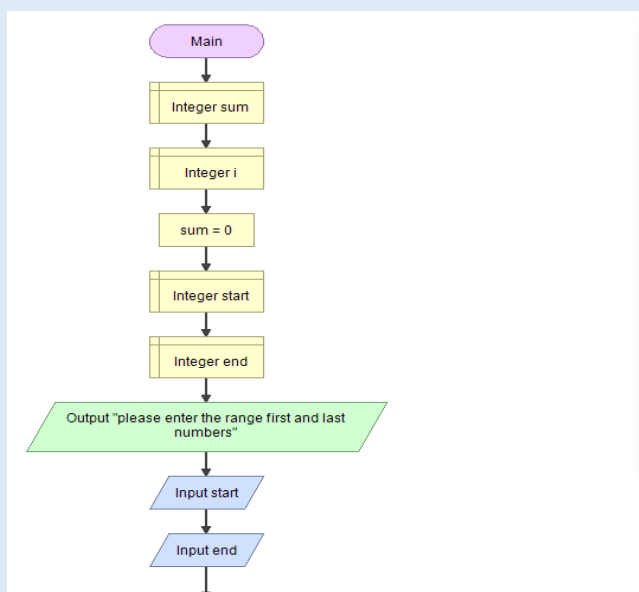 Main
Integer sum
Integer i
sum = 0
Integer start
Integer end
Output "please enter the range first and last
numbers"
Input start
Input end